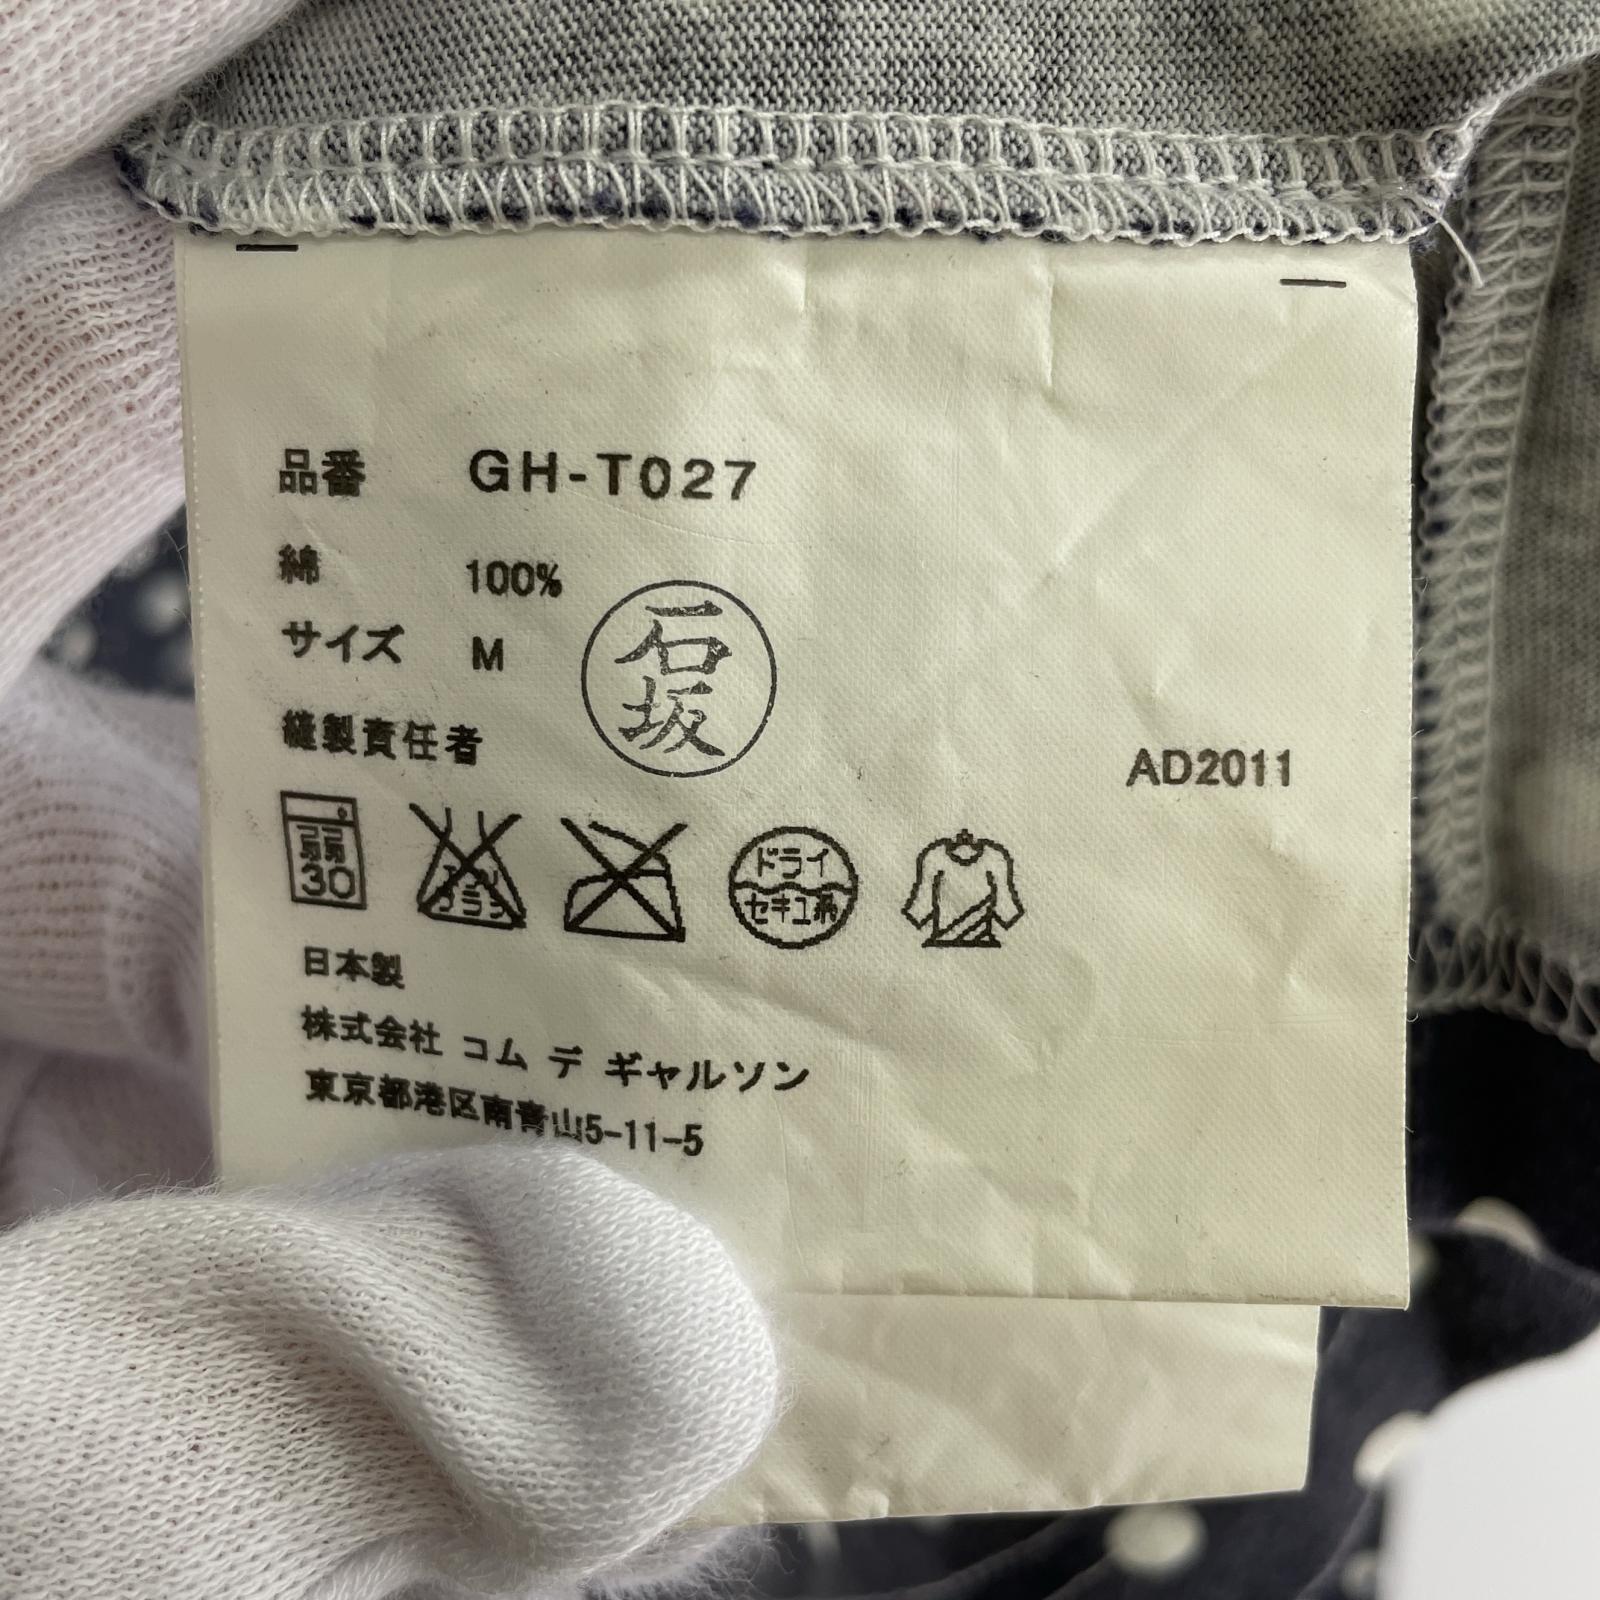 品番 GH-T027
綿 100%
サイズ M
石坂
縫製責任者
AD2011
弱
30
ドライ
セキユ系
日本製
株式会社 コム デ ギャルソン
東京都港区南青山5-11-5